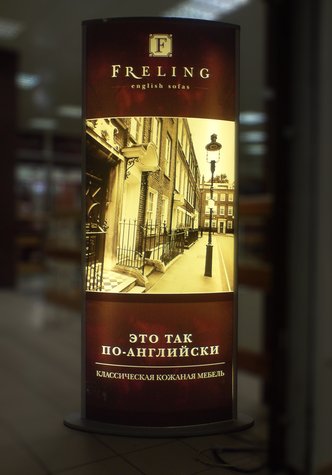 F
FRELING
english sofas
ЭТО ТАК
ПО-АНГЛИЙСКИ
КЛАССИЧЕСКАЯ КОЖАНАЯ МЕБЕЛЬ